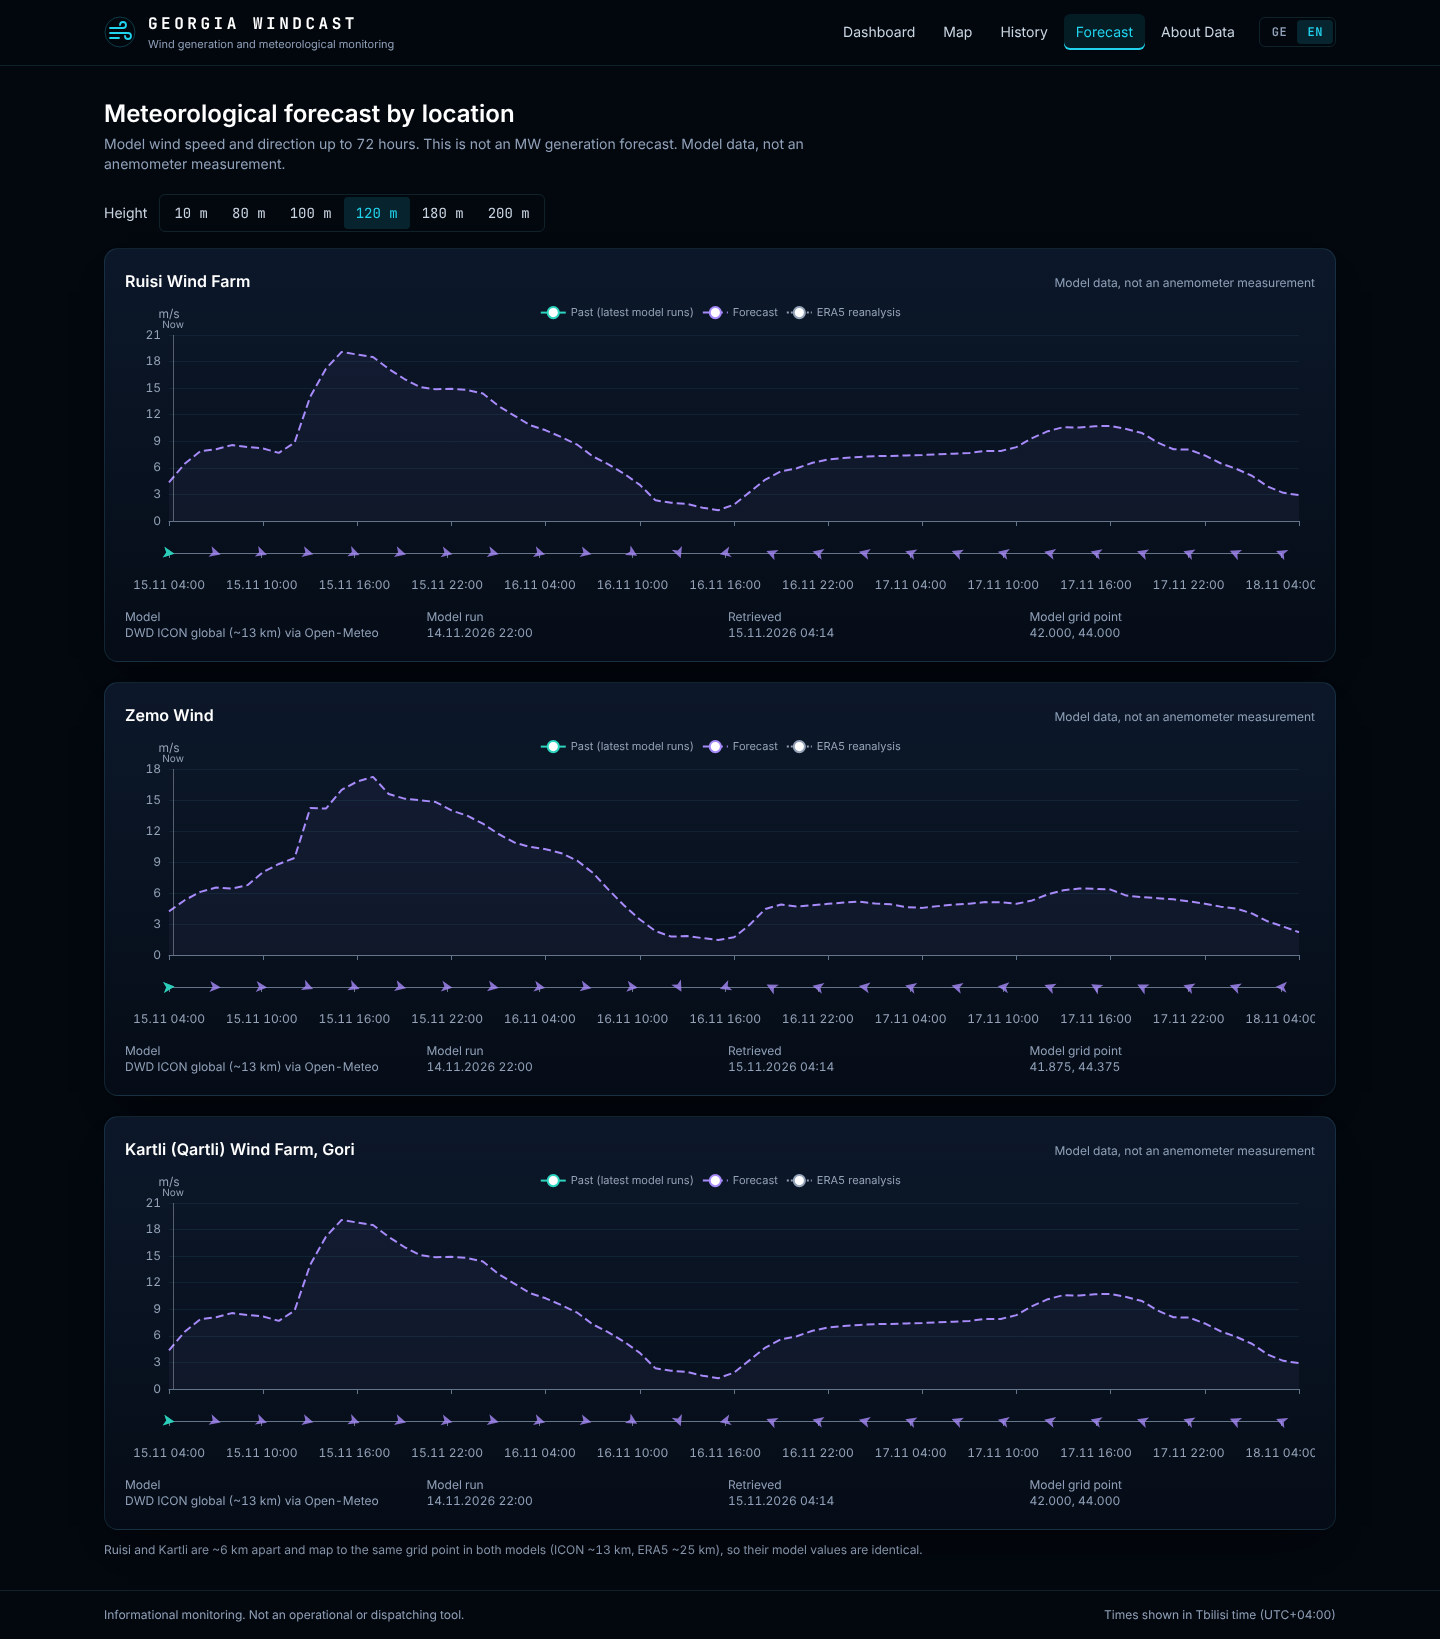 GEORGIA WINDCAST
Wind generation and meteorological monitoring
Dashboard Map History Forecast About Data GE EN
Meteorological forecast by location
Model wind speed and direction up to 72 hours. This is not an MW generation forecast. Model data, not an
anemometer measurement.
Height 10 m 80 m 100 m 120 m 180 m 200 m
Ruisi Wind Farm Model data, not an anemometer measurement
Past (latest model runs) Forecast ERA5 reanalysis
m/s
Now
21
18
15
12
9
6
3
0
15.11 04:00 15.11 10:00 15.11 16:00 15.11 22:00 16.11 04:00 16.11 10:00 16.11 16:00 16.11 22:00 17.11 04:00 17.11 10:00 17.11 16:00 17.11 22:00 18.11 04:00
Model Model run Retrieved Model grid point
DWD ICON global (~13 km) via Open-Meteo 14.11.2026 22:00 15.11.2026 04:14 42.000, 44.000
Zemo Wind Model data, not an anemometer measurement
Past (latest model runs) Forecast ERA5 reanalysis
m/s
Now
18
15
12
9
6
3
0
15.11 04:00 15.11 10:00 15.11 16:00 15.11 22:00 16.11 04:00 16.11 10:00 16.11 16:00 16.11 22:00 17.11 04:00 17.11 10:00 17.11 16:00 17.11 22:00 18.11 04:00
Model Model run Retrieved Model grid point
DWD ICON global (~13 km) via Open-Meteo 14.11.2026 22:00 15.11.2026 04:14 41.875, 44.375
Kartli (Qartli) Wind Farm, Gori Model data, not an anemometer measurement
Past (latest model runs) Forecast ERA5 reanalysis
m/s
Now
21
18
15
12
9
6
3
0
15.11 04:00 15.11 10:00 15.11 16:00 15.11 22:00 16.11 04:00 16.11 10:00 16.11 16:00 16.11 22:00 17.11 04:00 17.11 10:00 17.11 16:00 17.11 22:00 18.11 04:00
Model Model run Retrieved Model grid point
DWD ICON global (~13 km) via Open-Meteo 14.11.2026 22:00 15.11.2026 04:14 42.000, 44.000
Ruisi and Kartli are ~6 km apart and map to the same grid point in both models (ICON ~13 km, ERA5 ~25 km), so their model values are identical.
Informational monitoring. Not an operational or dispatching tool. Times shown in Tbilisi time (UTC+04:00)